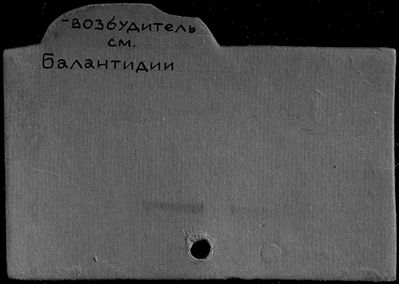 -возбудитель
см.
Балантидии